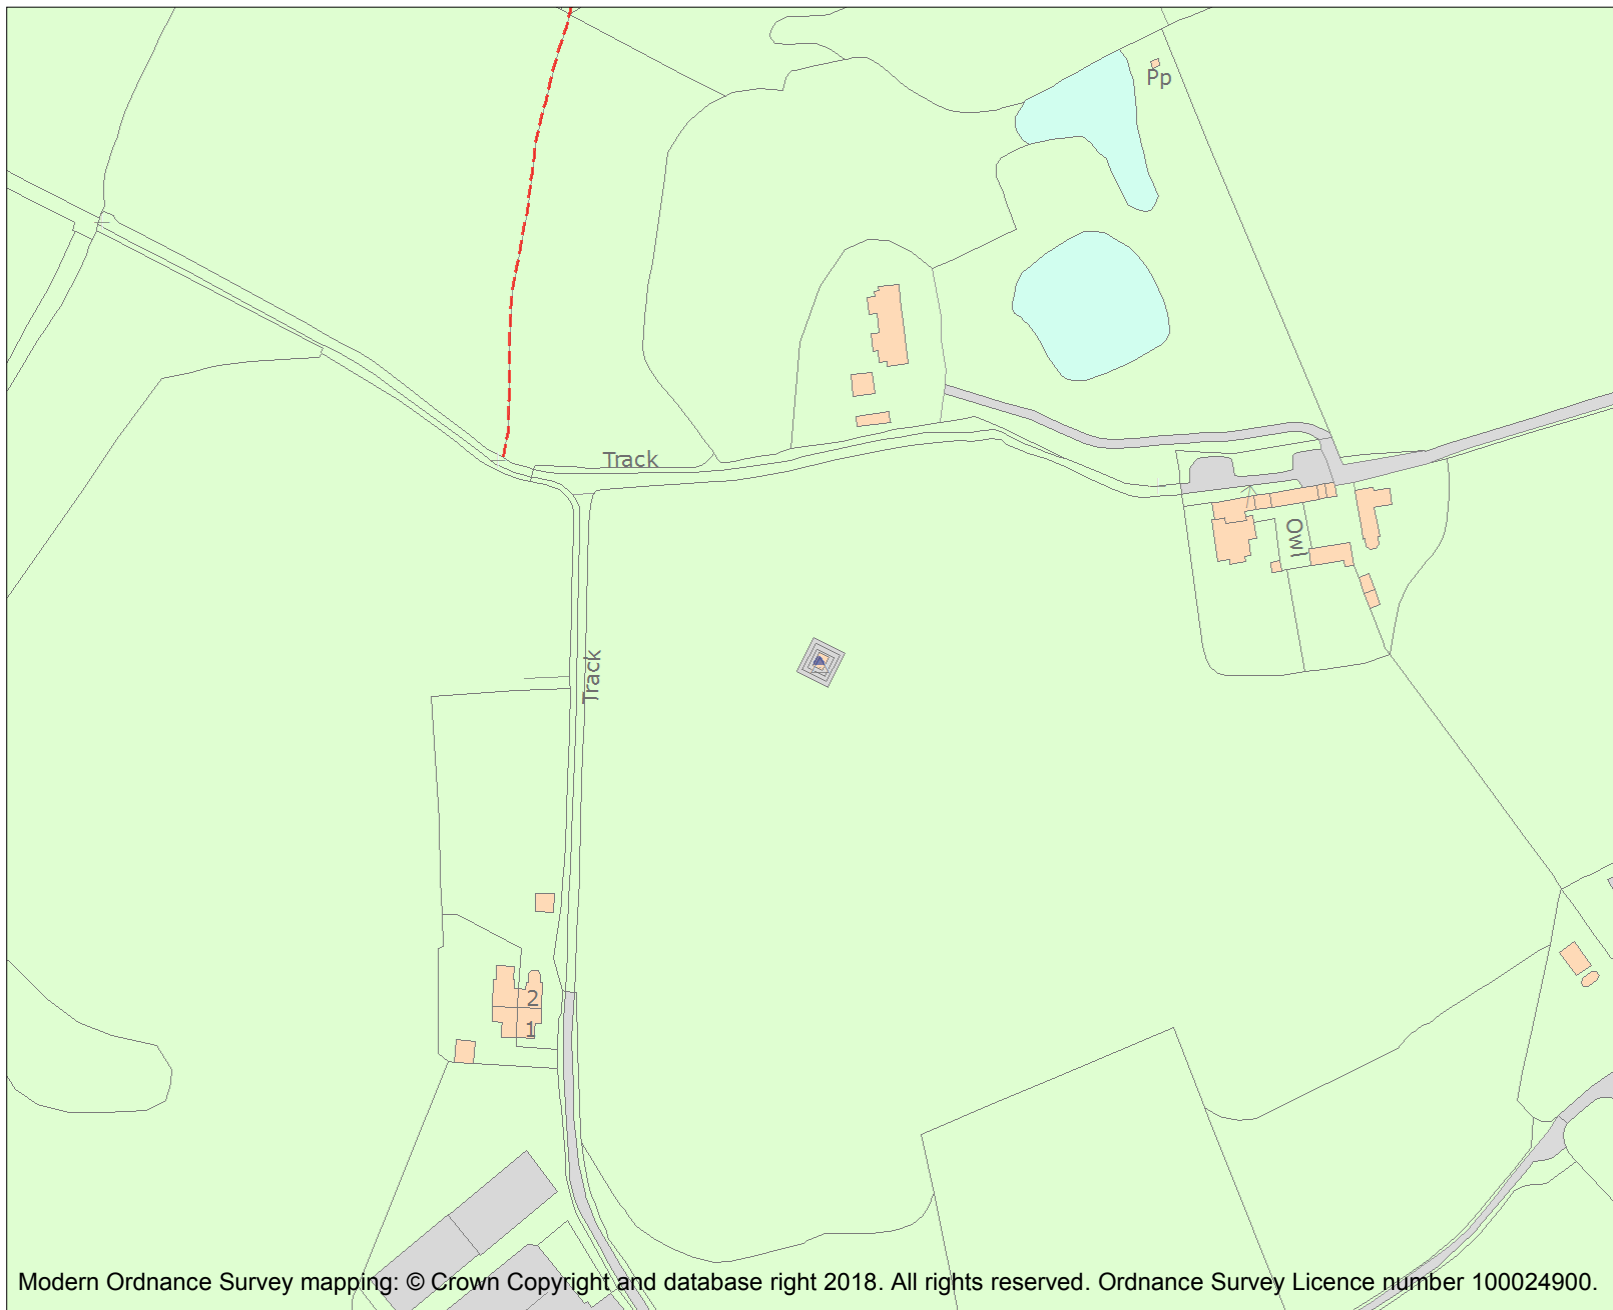 Pp
Track
Owl
Track
2
1
Modern Ordnance Survey mapping: © Crown Copyright and database right 2018. All rights reserved. Ordnance Survey Licence number 100024900.